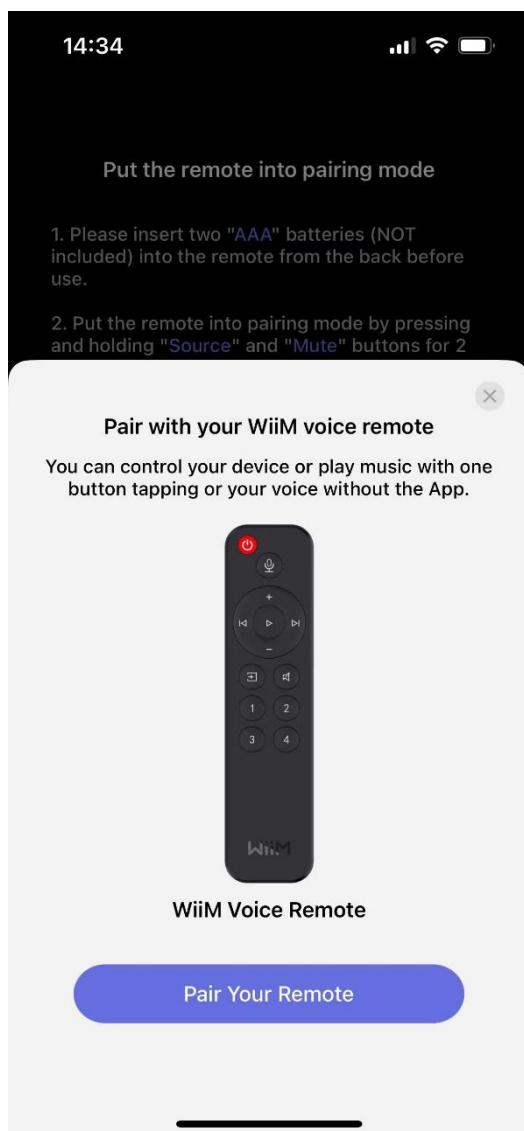 14:34
Put the remote into pairing mode
1. Please insert two "AAA" batteries (NOT
included) into the remote from the back before
use.
2. Put the remote into pairing mode by pressing
and holding "Source" and "Mute" buttons for 2
Pair with your WiiM voice remote
You can control your device or play music with one
button tapping or your voice without the App.
1 2
3 4
WiiM
WiiM Voice Remote
Pair Your Remote